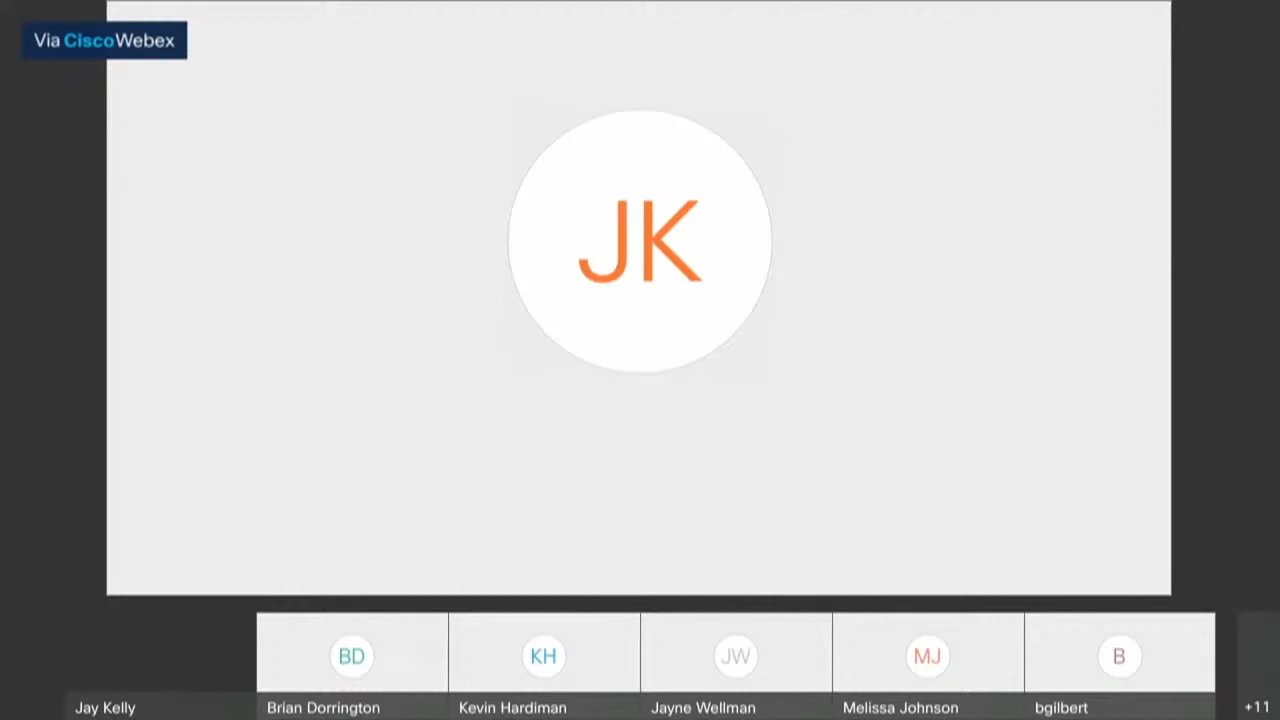 Via CiscoWebex
JK
BD
KH
JW
MJ
B
Jay Kelly
Brian Dorrington
Kevin Hardiman
Jayne Wellman
Melissa Johnson
bgilbert
+11